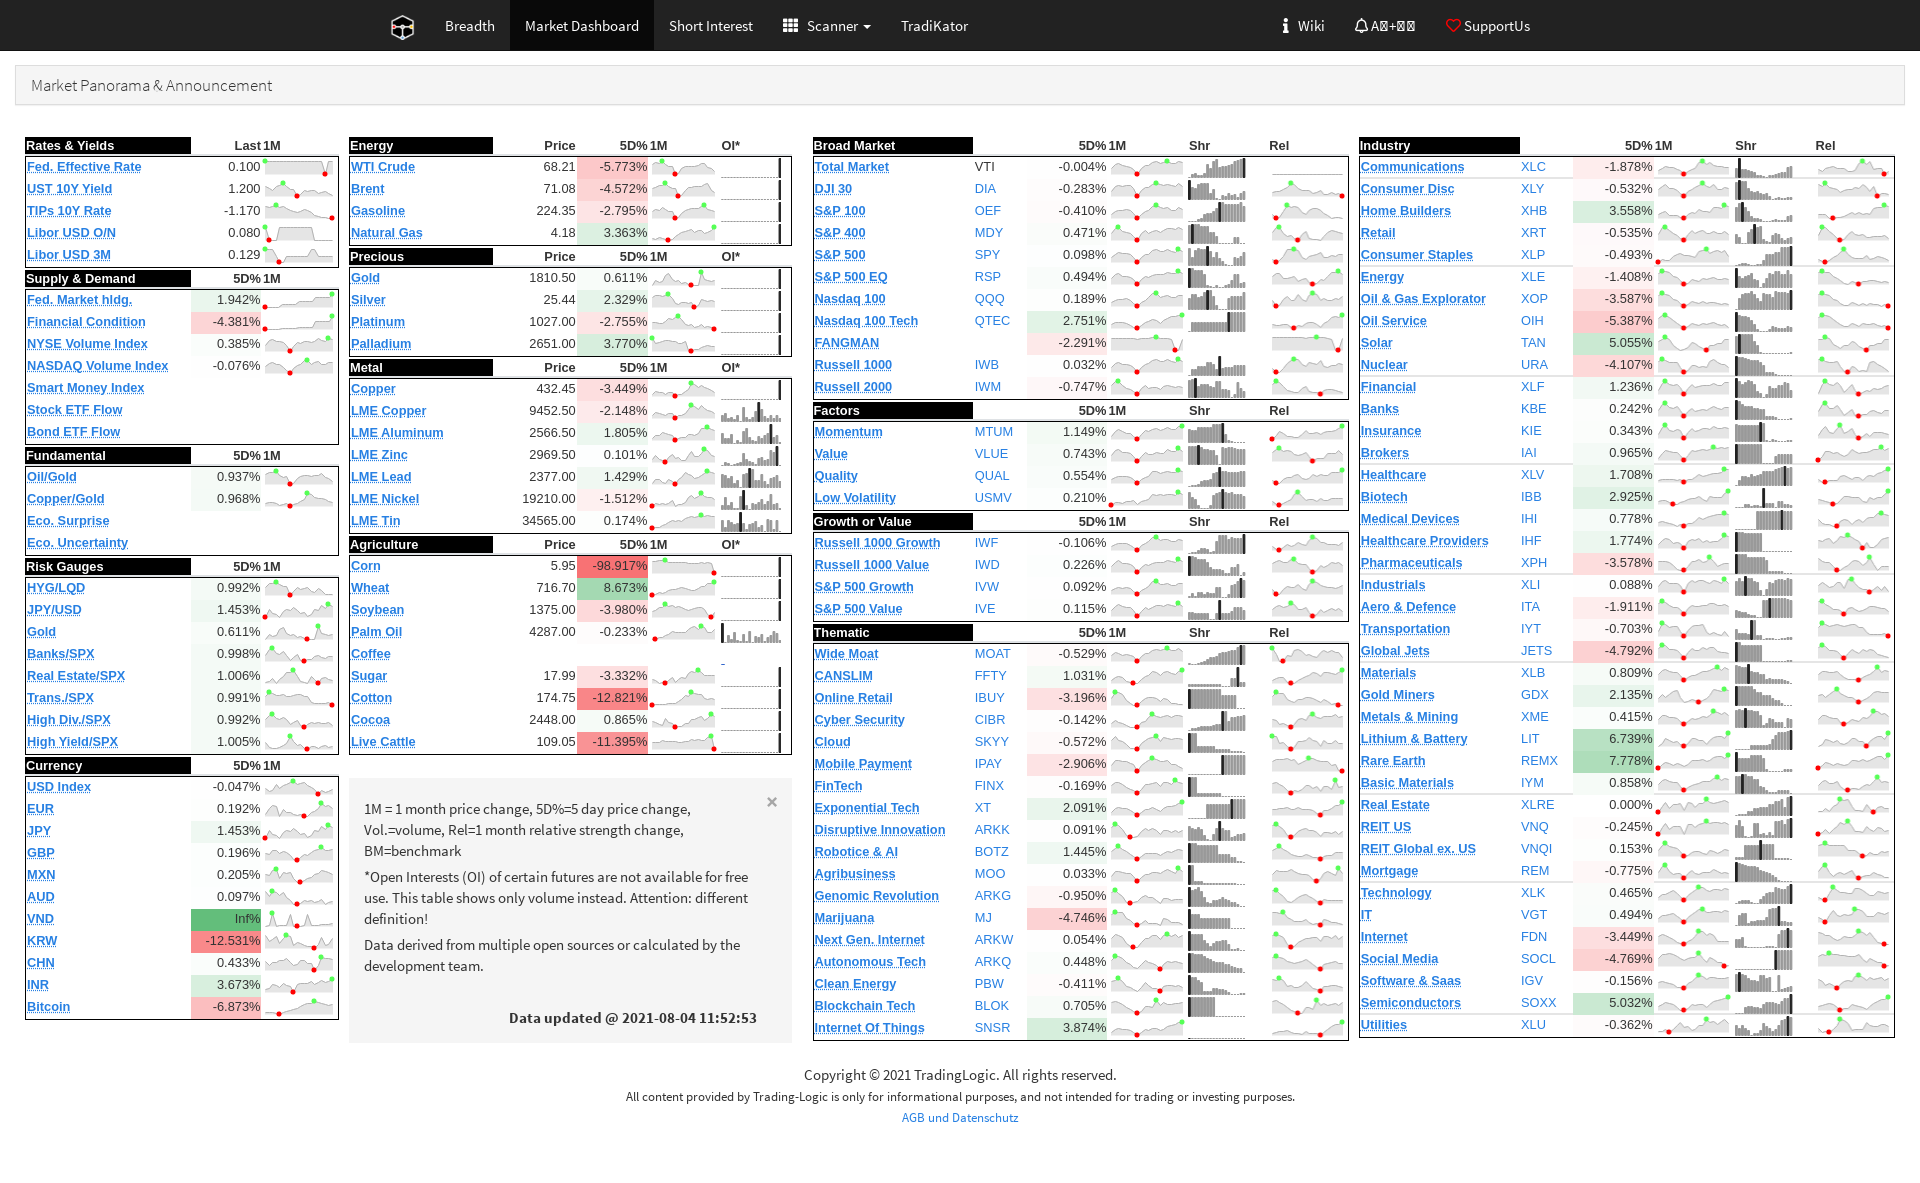 Breadth
Market Dashboard
Short Interest
Scanner
TradiKator
Wiki
SupportUs
Market Panorama & Announcement
Rates & Yields Last 1M
Fed. Effective Rate 0.100
UST 10Y Yield 1.200
TIPs 10Y Rate -1.170
Libor USD O/N 0.080
Libor USD 3M 0.129
Supply & Demand 5D% 1M
Fed. Market hldg. 1.942%
Financial Condition -4.381%
NYSE Volume Index 0.385%
NASDAQ Volume Index -0.076%
Smart Money Index
Stock ETF Flow
Bond ETF Flow
Fundamental 5D% 1M
Oil/Gold 0.937%
Copper/Gold 0.968%
Eco. Surprise
Eco. Uncertainty
Risk Gauges 5D% 1M
HYG/LQD 0.992%
JPY/USD 1.453%
Gold 0.611%
Banks/SPX 0.998%
Real Estate/SPX 1.006%
Trans./SPX 0.991%
High Div./SPX 0.992%
High Yield/SPX 1.005%
Currency 5D% 1M
USD Index -0.047%
EUR 0.192%
JPY 1.453%
GBP 0.196%
MXN 0.205%
AUD 0.097%
VND Inf%
KRW -12.531%
CHN 0.433%
INR 3.673%
Bitcoin -6.873%
Energy Price 5D% 1M OI*
WTI Crude 68.21 -5.773%
Brent 71.08 -4.572%
Gasoline 224.35 -2.795%
Natural Gas 4.18 3.363%
Precious Price 5D% 1M OI*
Gold 1810.50 0.611%
Silver 25.44 2.329%
Platinum 1027.00 -2.755%
Palladium 2651.00 3.770%
Metal Price 5D% 1M OI*
Copper 432.45 -3.449%
LME Copper 9452.50 -2.148%
LME Aluminum 2566.50 1.805%
LME Zinc 2969.50 0.101%
LME Lead 2377.00 1.429%
LME Nickel 19210.00 -1.512%
LME Tin 34565.00 0.174%
Agriculture Price 5D% 1M OI*
Corn 5.95 -98.917%
Wheat 716.70 8.673%
Soybean 1375.00 -3.980%
Palm Oil 4287.00 -0.233%
Coffee -
Sugar 17.99 -3.332%
Cotton 174.75 -12.821%
Cocoa 2448.00 0.865%
Live Cattle 109.05 -11.395%
×
1M = 1 month price change, 5D%=5 day price change,
Vol.=volume, Rel=1 month relative strength change,
BM=benchmark
*Open Interests (OI) of certain futures are not available for free
use. This table shows only volume instead. Attention: different
definition!
Data derived from multiple open sources or calculated by the
development team.
Data updated @ 2021-08-04 11:52:53
Broad Market 5D% 1M Shr Rel
Total Market VTI -0.004%
DJI 30 DIA -0.283%
S&P 100 OEF -0.410%
S&P 400 MDY 0.471%
S&P 500 SPY 0.098%
S&P 500 EQ RSP 0.494%
Nasdaq 100 QQQ 0.189%
Nasdaq 100 Tech QTEC 2.751%
FANGMAN -2.291%
Russell 1000 IWB 0.032%
Russell 2000 IWM -0.747%
Factors 5D% 1M Shr Rel
Momentum MTUM 1.149%
Value VLUE 0.743%
Quality QUAL 0.554%
Low Volatility USMV 0.210%
Growth or Value 5D% 1M Shr Rel
Russell 1000 Growth IWF -0.106%
Russell 1000 Value IWD 0.226%
S&P 500 Growth IVW 0.092%
S&P 500 Value IVE 0.115%
Thematic 5D% 1M Shr Rel
Wide Moat MOAT -0.529%
CANSLIM FFTY 1.031%
Online Retail IBUY -3.196%
Cyber Security CIBR -0.142%
Cloud SKYY -0.572%
Mobile Payment IPAY -2.906%
FinTech FINX -0.169%
Exponential Tech XT 2.091%
Disruptive Innovation ARKK 0.091%
Robotice & AI BOTZ 1.445%
Agribusiness MOO 0.033%
Genomic Revolution ARKG -0.950%
Marijuana MJ -4.746%
Next Gen. Internet ARKW 0.054%
Autonomous Tech ARKQ 0.448%
Clean Energy PBW -0.411%
Blockchain Tech BLOK 0.705%
Internet Of Things SNSR 3.874%
Industry 5D% 1M Shr Rel
Communications XLC -1.878%
Consumer Disc XLY -0.532%
Home Builders XHB 3.558%
Retail XRT -0.535%
Consumer Staples XLP -0.493%
Energy XLE -1.408%
Oil & Gas Explorator XOP -3.587%
Oil Service OIH -5.387%
Solar TAN 5.055%
Nuclear URA -4.107%
Financial XLF 1.236%
Banks KBE 0.242%
Insurance KIE 0.343%
Brokers IAI 0.965%
Healthcare XLV 1.708%
Biotech IBB 2.925%
Medical Devices IHI 0.778%
Healthcare Providers IHF 1.774%
Pharmaceuticals XPH -3.578%
Industrials XLI 0.088%
Aero & Defence ITA -1.911%
Transportation IYT -0.703%
Global Jets JETS -4.792%
Materials XLB 0.809%
Gold Miners GDX 2.135%
Metals & Mining XME 0.415%
Lithium & Battery LIT 6.739%
Rare Earth REMX 7.778%
Basic Materials IYM 0.858%
Real Estate XLRE 0.000%
REIT US VNQ -0.245%
REIT Global ex. US VNQI 0.153%
Mortgage REM -0.775%
Technology XLK 0.465%
IT VGT 0.494%
Internet FDN -3.449%
Social Media SOCL -4.769%
Software & Saas IGV -0.156%
Semiconductors SOXX 5.032%
Utilities XLU -0.362%
Copyright © 2021 TradingLogic. All rights reserved.
All content provided by Trading-Logic is only for informational purposes, and not intended for trading or investing purposes.
AGB und Datenschutz